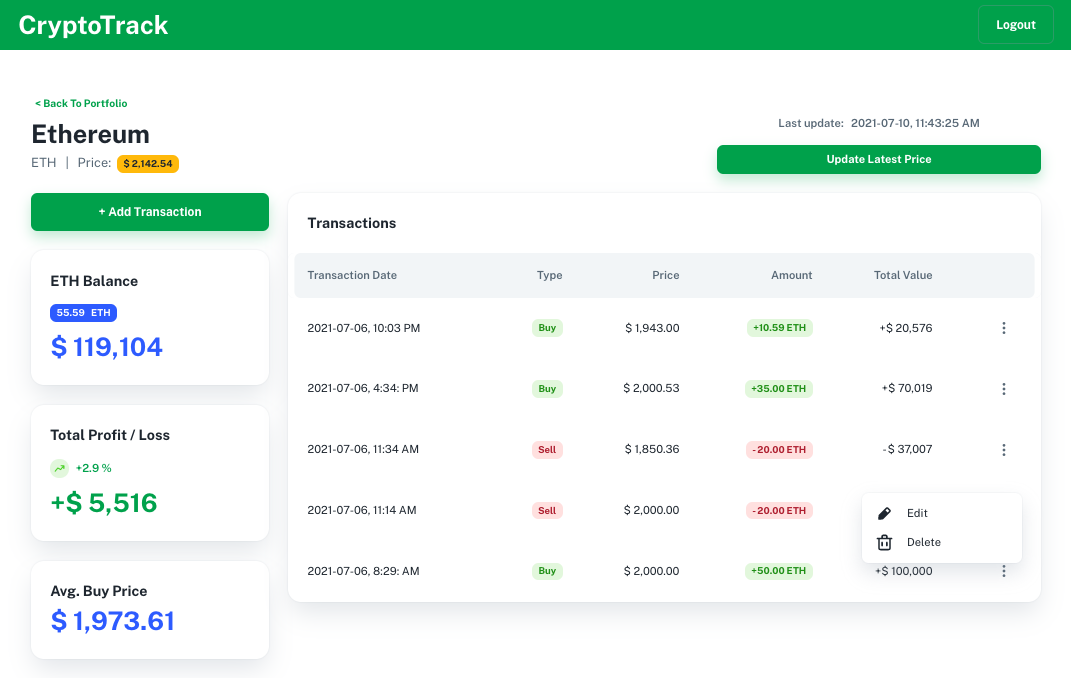 CryptoTrack
Logout
< Back To Portfolio
Ethereum
ETH | Price: $ 2,142.54
Last update: 2021-07-10, 11:43:25 AM
Update Latest Price
+ Add Transaction
ETH Balance
55.59 ETH
$ 119,104
Total Profit / Loss
+2.9 %
+$ 5,516
Avg. Buy Price
$ 1,973.61
Transactions
Transaction Date Type Price Amount Total Value
2021-07-06, 10:03 PM Buy $ 1,943.00 +10.59 ETH +$ 20,576
2021-07-06, 4:34: PM Buy $ 2,000.53 +35.00 ETH +$ 70,019
2021-07-06, 11:34 AM Sell $ 1,850.36 -20.00 ETH -$ 37,007
2021-07-06, 11:14 AM Sell $ 2,000.00 -20.00 ETH
Edit
Delete
2021-07-06, 8:29: AM Buy $ 2,000.00 +50.00 ETH +$ 100,000